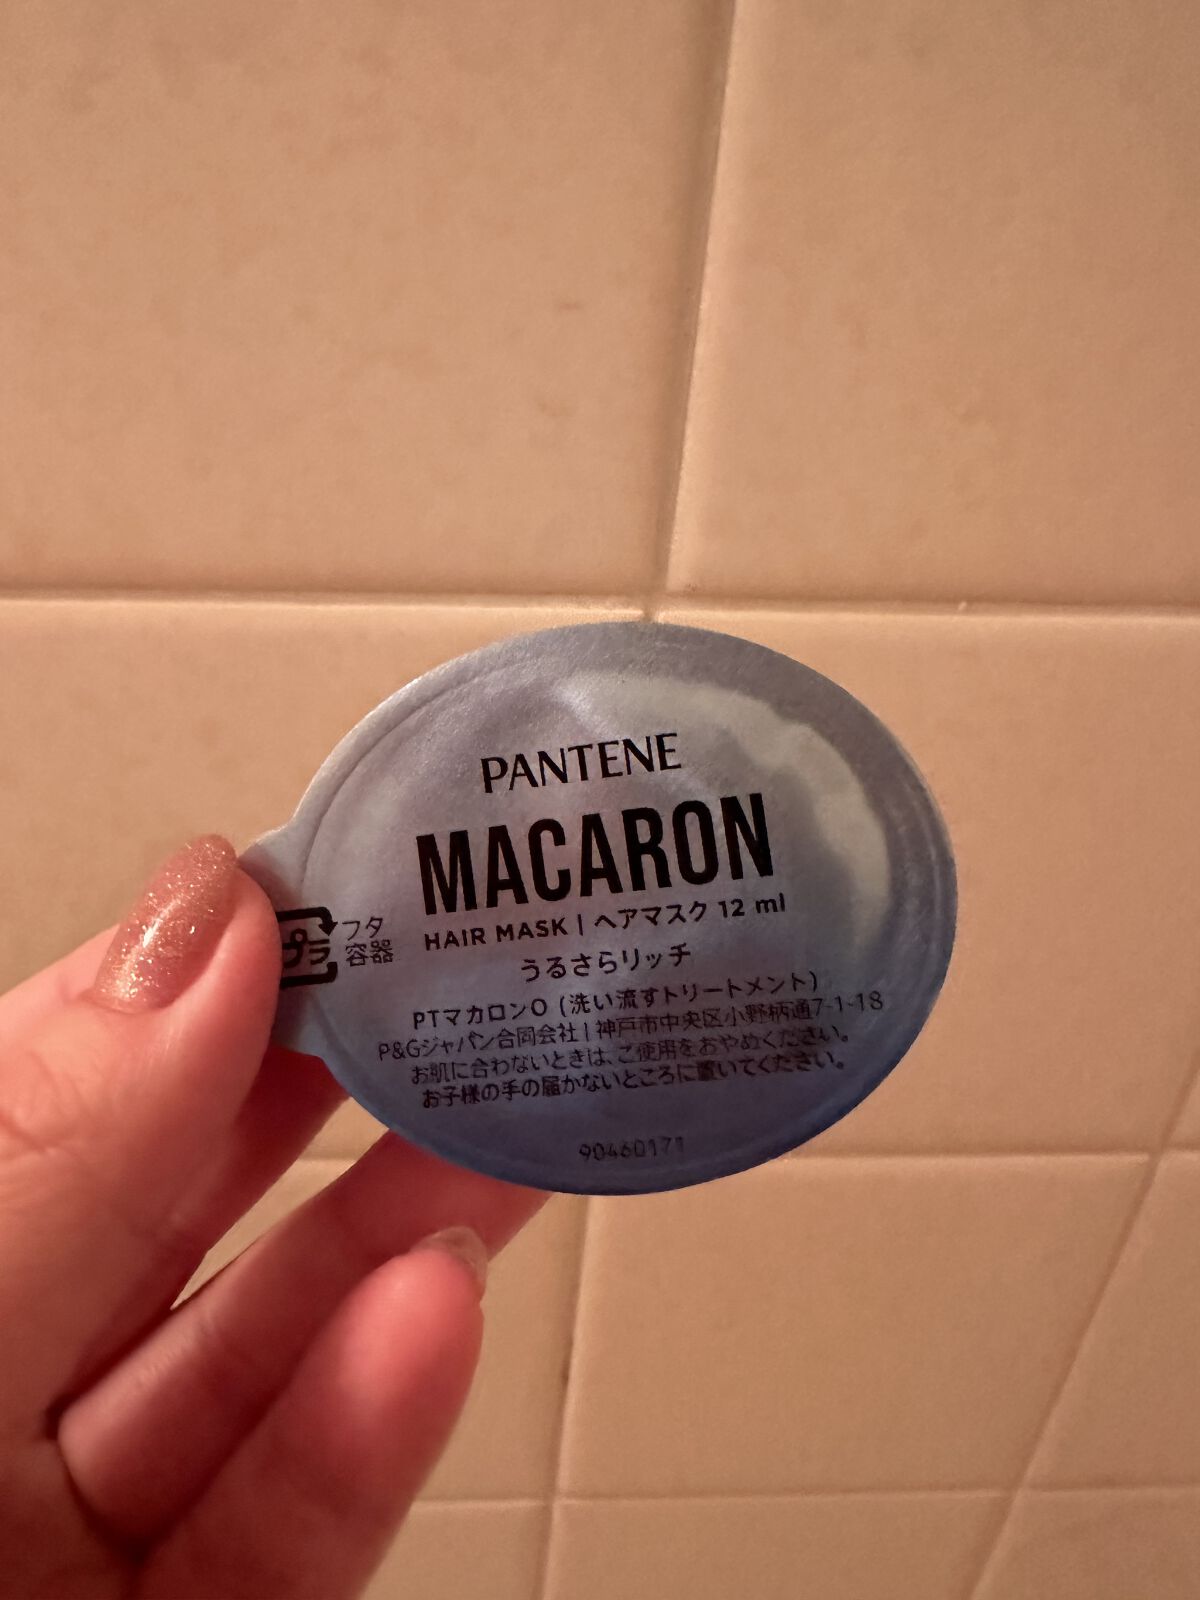 PANTENE
MACARON
HAIR MASK | ヘアマスク 12 ml
うるさらリッチ
プラ
フタ
容器
PTマカロンO (洗い流すトリートメント)
P&Gジャパン合同会社 | 神戸市中央区小野柄通7-1-18
お肌に合わないときは、ご使用をおやめください。
お子様の手の届かないところに置いてください。
90460171